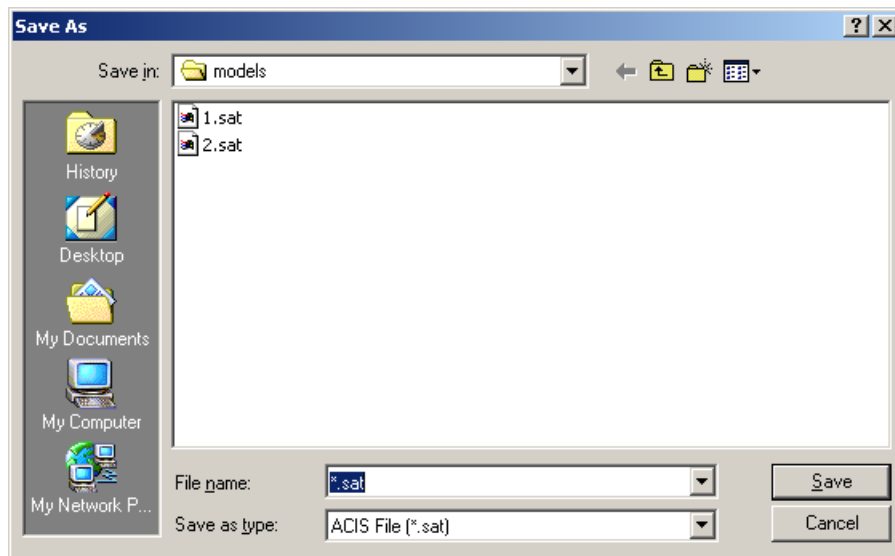 Save As
Save in:
models
1.sat
2.sat
History
Desktop
My Documents
My Computer
My Network P...
File name:
*.sat
Save
Save as type:
ACIS File (*.sat)
Cancel